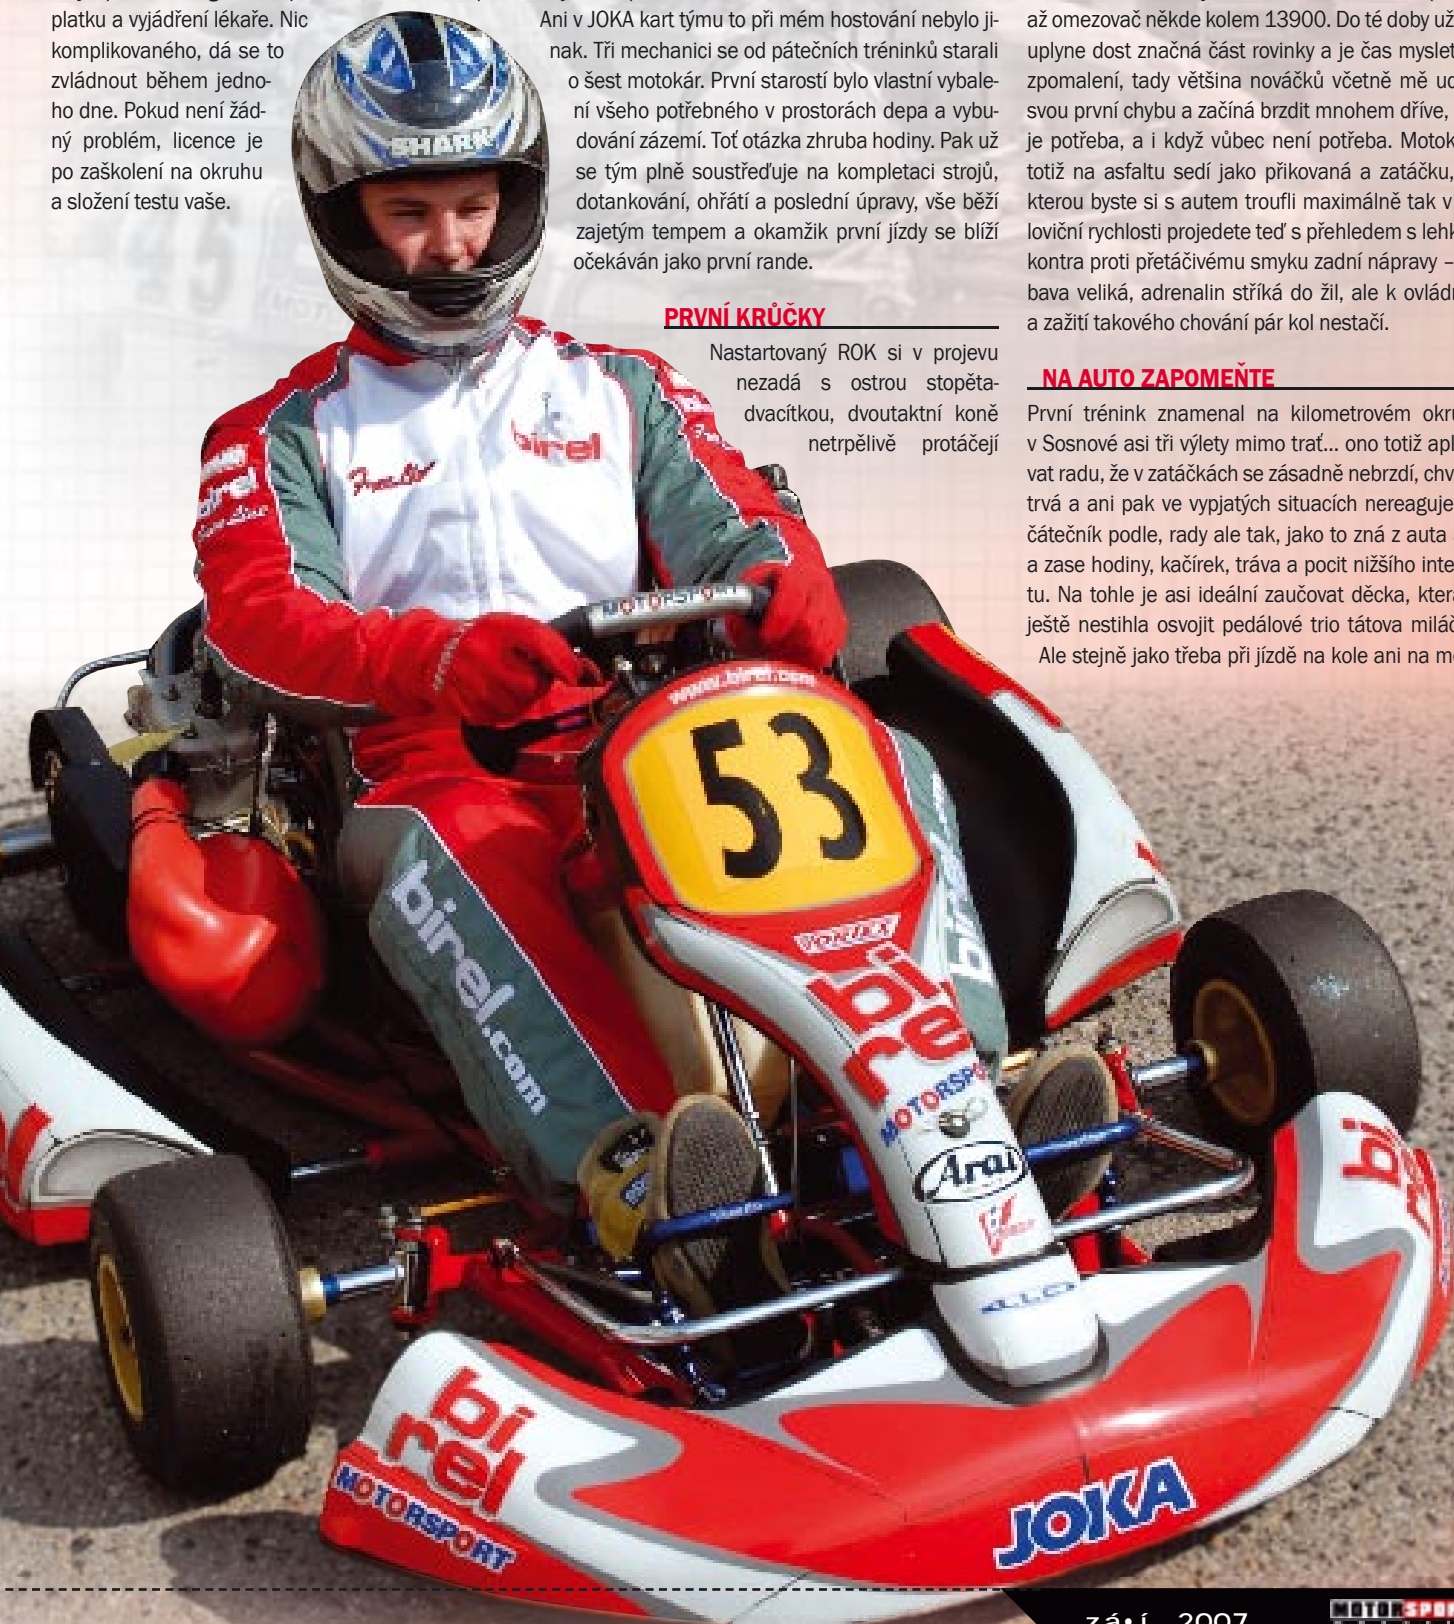 platku a vyjádření lékaře. Nic
komplikovaného, dá se to
zvládnout během jedno-
ho dne. Pokud není žád-
ný problém, licence je
po zaškolení na okruhu
a složení testu vaše.
Ani v JOKA kart týmu to při mém hostování nebylo ji-
nak. Tři mechanici se od pátečních tréninků starali
o šest motokár. První starostí bylo vlastní vybale-
ní všeho potřebného v prostorách depa a vybu-
dování zázemí. Toť otázka zhruba hodiny. Pak už
se tým plně soustřeďuje na kompletaci strojů,
dotankování, ohřátí a poslední úpravy, vše běží
zajetým tempem a okamžik první jízdy se blíží
očekáván jako první rande.
PRVNÍ KRŮČKY
Nastartovaný ROK si v projevu
nezadá s ostrou stopěta-
dvacítkou, dvoutaktní koně
netrpělivě protáčejí
až omezovač někde kolem 13900. Do té doby už
uplyne dost značná část rovinky a je čas myslet
zpomalení, tady většina nováčků včetně mě
svou první chybu a začíná brzdit mnohem dříve,
je potřeba, a i když vůbec není potřeba.
totiž na asfaltu sedí jako přikovaná a zatáčku,
kterou byste si s autem troufli maximálně tak v
loviční rychlosti projedete teď s přehledem s
kontra proti přetáčivému smyku zadní nápravy –
bava veliká, adrenalin stříká do žil, ale k
a zažití takového chování pár kol nestačí.
NA AUTO ZAPOMEŇTE
První trénink znamenal na kilometrovém
v Sosnové asi tři výlety mimo trať... ono totiž
vat radu, že v zatáčkách se zásadně nebrzdí,
trvá a ani pak ve vypjatých situacích nereaguje
čátečník podle, rady ale tak, jako to zná z auta
a zase hodiny, kačírek, tráva a pocit nižšího
tu. Na tohle je asi ideální zaučovat děcka,
ještě nestihla osvojit pedálové trio tátova
Ale stejně jako třeba při jízdě na kole ani na
SHARK
birel
birel
MOTORSPORT
www.birel.com
53
VORTEX
birel.com
bi
re
MOTORSPO
Arai
bi
rel
MOTORSPORT
JOKA
zá•í 2007